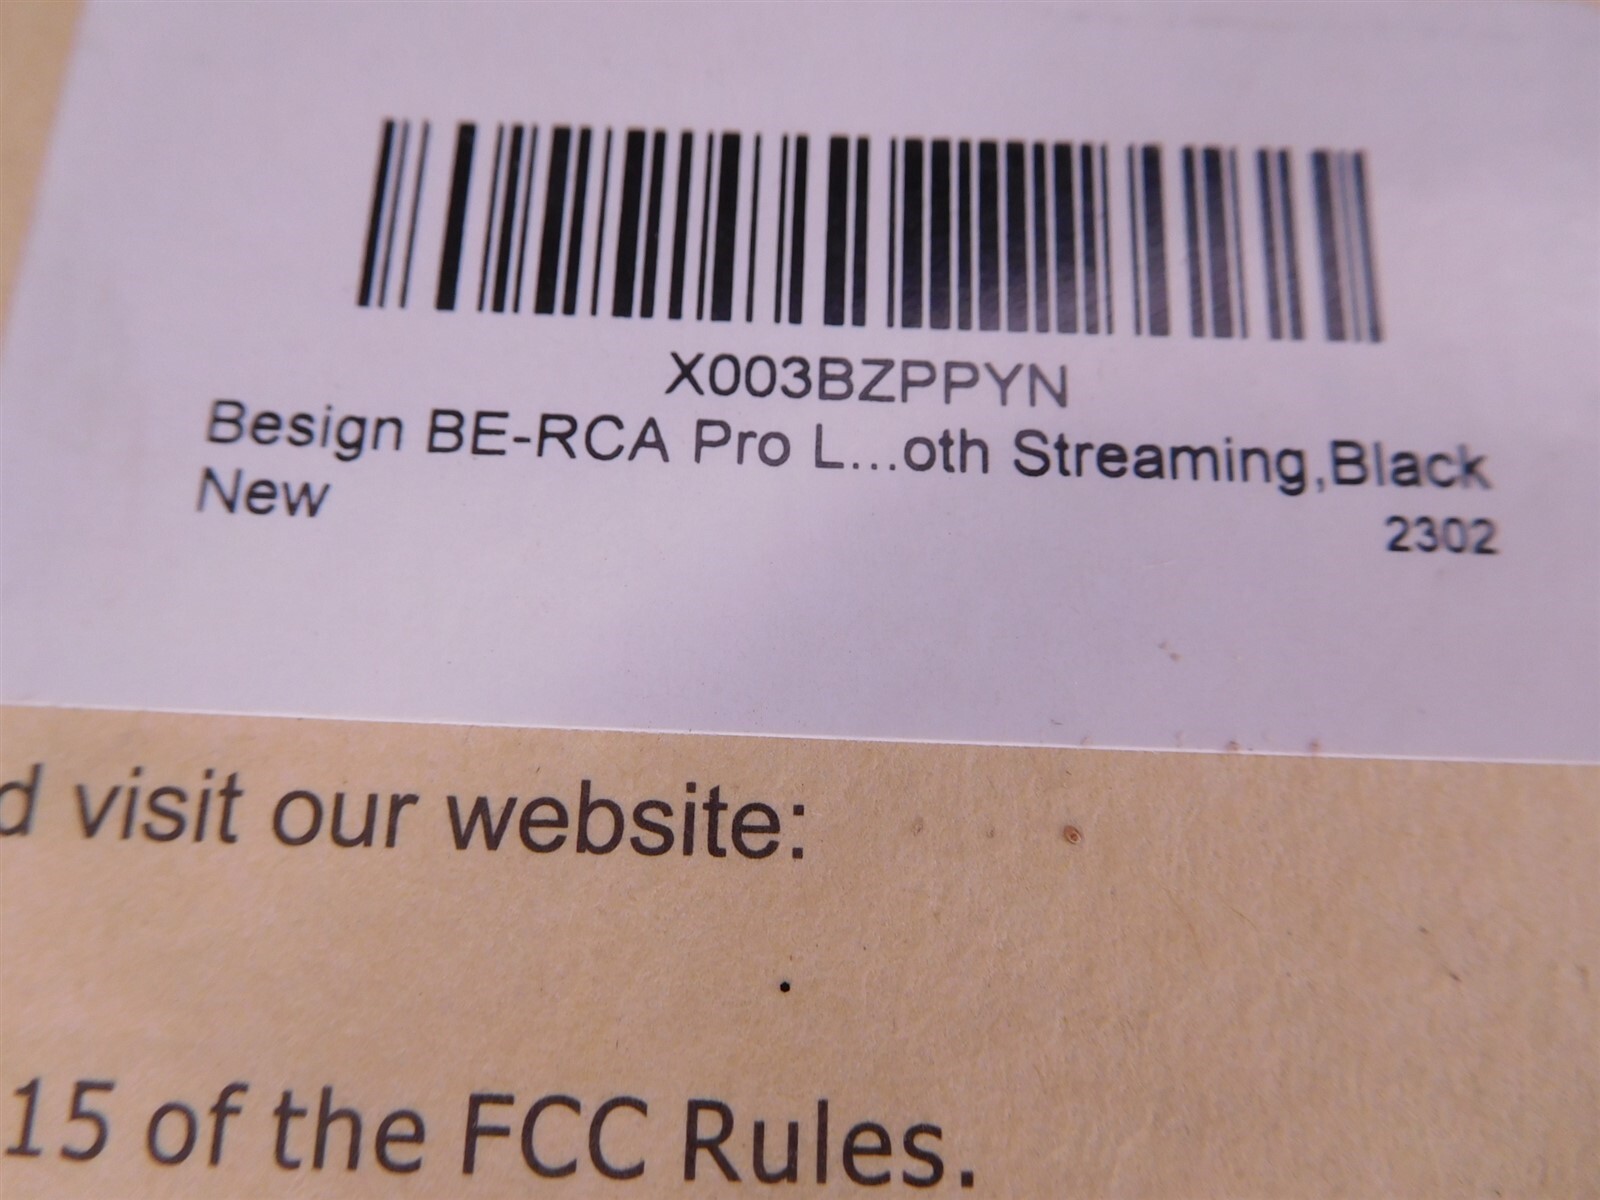 X003BZPPYN
Besign BE-RCA Pro L...oth Streaming,Black
New
2302
d visit our website:
15 of the FCC Rules.